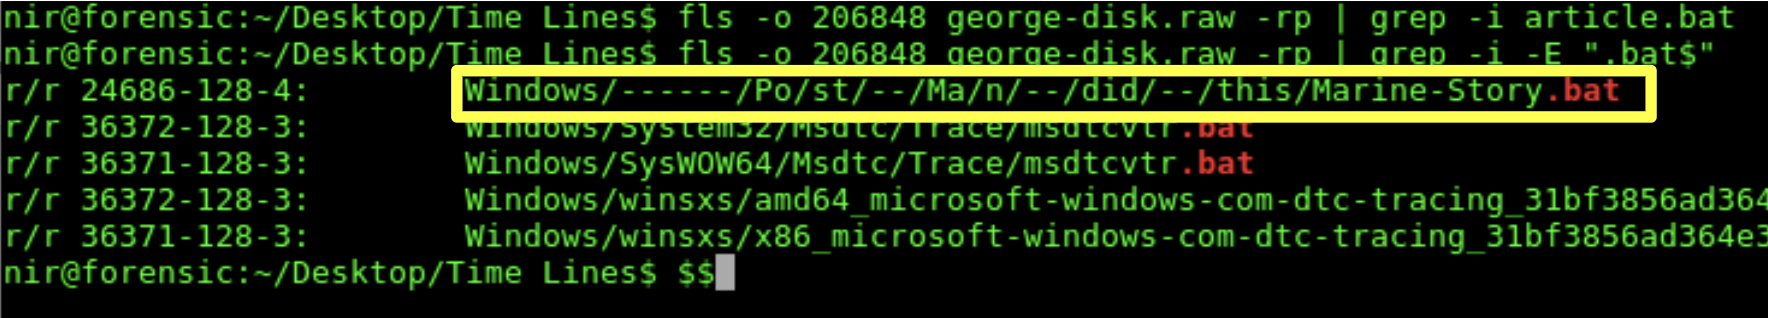 nir@forensic:~/Desktop/Time Lines$ fls -o 206848 george-disk.raw -rp | grep -i article.bat
nir@forensic:~/Desktop/Time Lines$ fls -o 206848 george-disk.raw -rp | grep -i -E ".bat$"
r/r 24686-128-4:	Windows/------/Po/st/--/Ma/n/--/did/--/this/Marine-Story.bat
r/r 36372-128-3:	Windows/System32/Msdtc/Trace/msdtcvtr.bat
r/r 36371-128-3:	Windows/SysWOW64/Msdtc/Trace/msdtcvtr.bat
r/r 36372-128-3:	Windows/winsxs/amd64_microsoft-windows-com-dtc-tracing_31bf3856ad364
r/r 36371-128-3:	Windows/winsxs/x86_microsoft-windows-com-dtc-tracing_31bf3856ad364e3
nir@forensic:~/Desktop/Time Lines$ $$